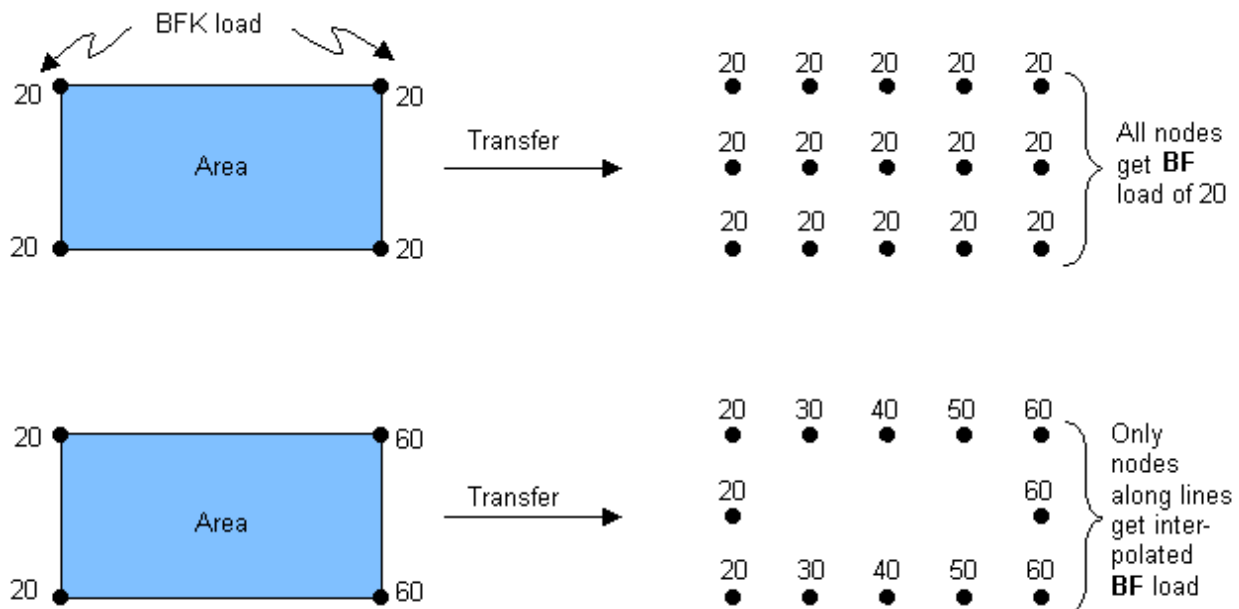 BFK load
20 20
20 20
Area
Transfer
20 20 20 20 20
20 20 20 20 20
20 20 20 20 20
All nodes
get BF
load of 20
20 60
20 60
Area
Transfer
20 30 40 50 60
20 60
20 30 40 50 60
Only
nodes
along lines
get inter-
polated
BF load